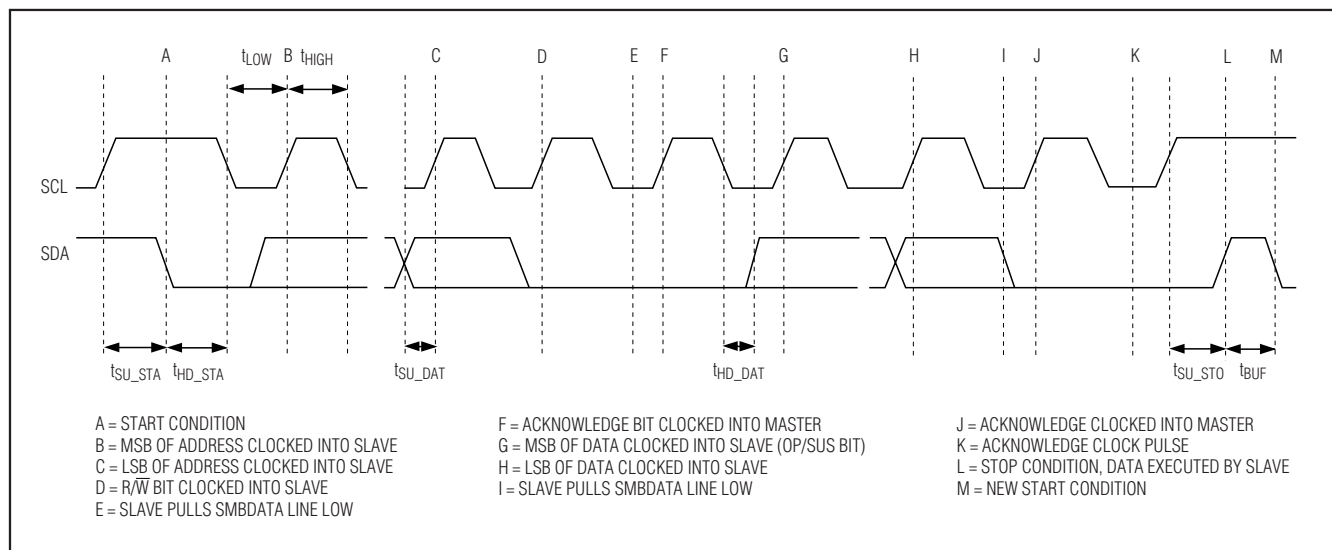 A tLOW B tHIGH C D E F G H I J K L M
SCL
SDA
tSU_STA tHD_STA tSU_DAT tHD_DAT tSU_STO tBUF
A = START CONDITION
B = MSB OF ADDRESS CLOCKED INTO SLAVE
C = LSB OF ADDRESS CLOCKED INTO SLAVE
D = R/W̅ BIT CLOCKED INTO SLAVE
E = SLAVE PULLS SMBDATA LINE LOW
F = ACKNOWLEDGE BIT CLOCKED INTO MASTER
G = MSB OF DATA CLOCKED INTO SLAVE (OP/SUS BIT)
H = LSB OF DATA CLOCKED INTO SLAVE
I = SLAVE PULLS SMBDATA LINE LOW
J = ACKNOWLEDGE CLOCKED INTO MASTER
K = ACKNOWLEDGE CLOCK PULSE
L = STOP CONDITION, DATA EXECUTED BY SLAVE
M = NEW START CONDITION